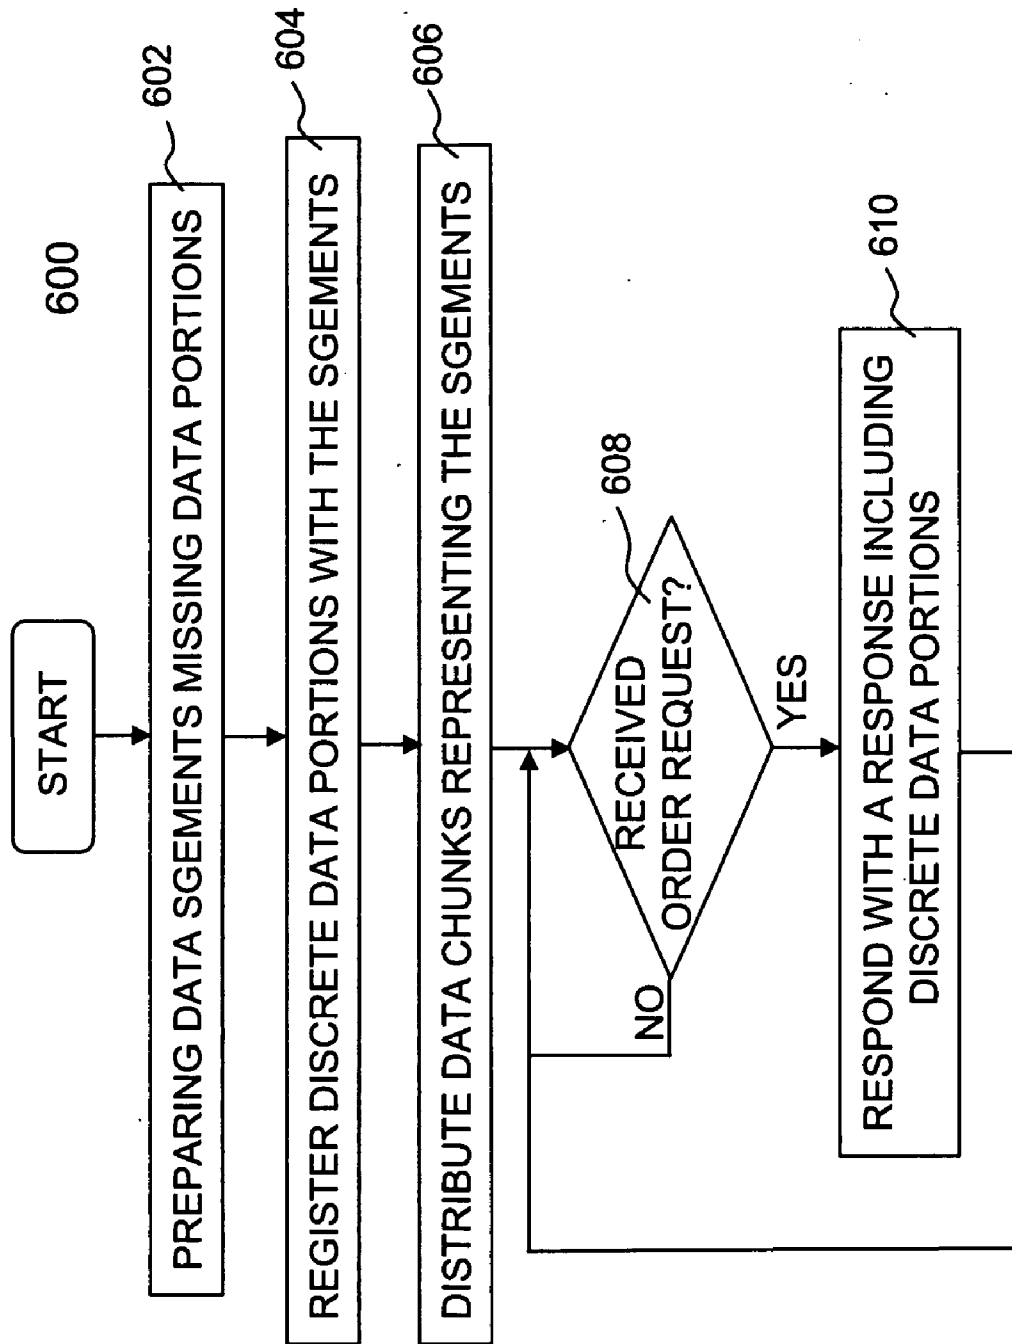 600
START
PREPARING DATA SGEMENTS MISSING DATA PORTIONS
602
REGISTER DISCRETE DATA PORTIONS WITH THE SGEMENTS
604
DISTRIBUTE DATA CHUNKS REPRESENTING THE SGEMENTS
606
RECEIVED
ORDER REQUEST?
608
NO
YES
RESPOND WITH A RESPONSE INCLUDING
DISCRETE DATA PORTIONS
610